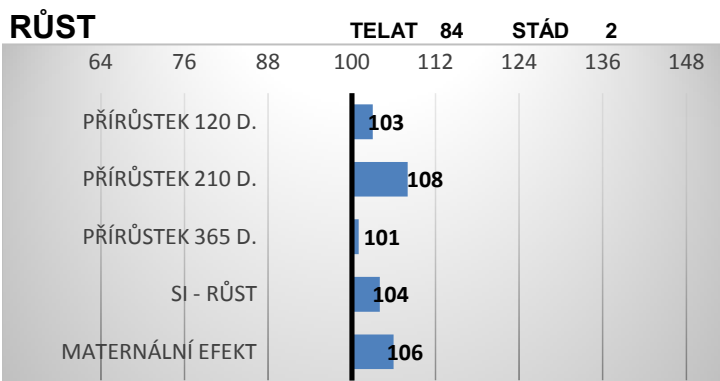 RŮST TELAT 84 STÁD 2
64 76 88 100 112 124 136 148
PŘÍRŮSTEK 120 D. 103
PŘÍRŮSTEK 210 D. 108
PŘÍRŮSTEK 365 D. 101
SI - RŮST 104
MATERNÁLNÍ EFEKT 106